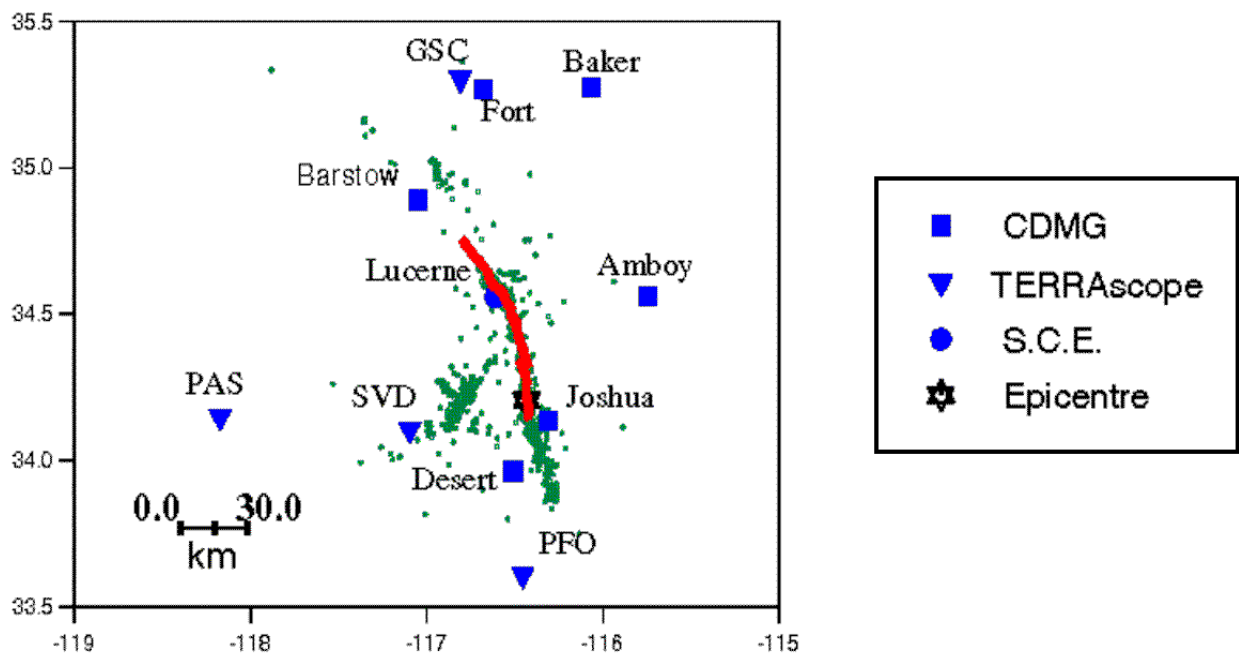 35.5
GSC
Baker
Fort
35.0
Barstow
Lucerne
Amboy
34.5
PAS
SVD
Joshua
34.0
Desert
0.0 30.0
km
PFO
33.5
-119 -118 -117 -116 -115
CDMG
TERRAscope
S.C.E.
Epicentre